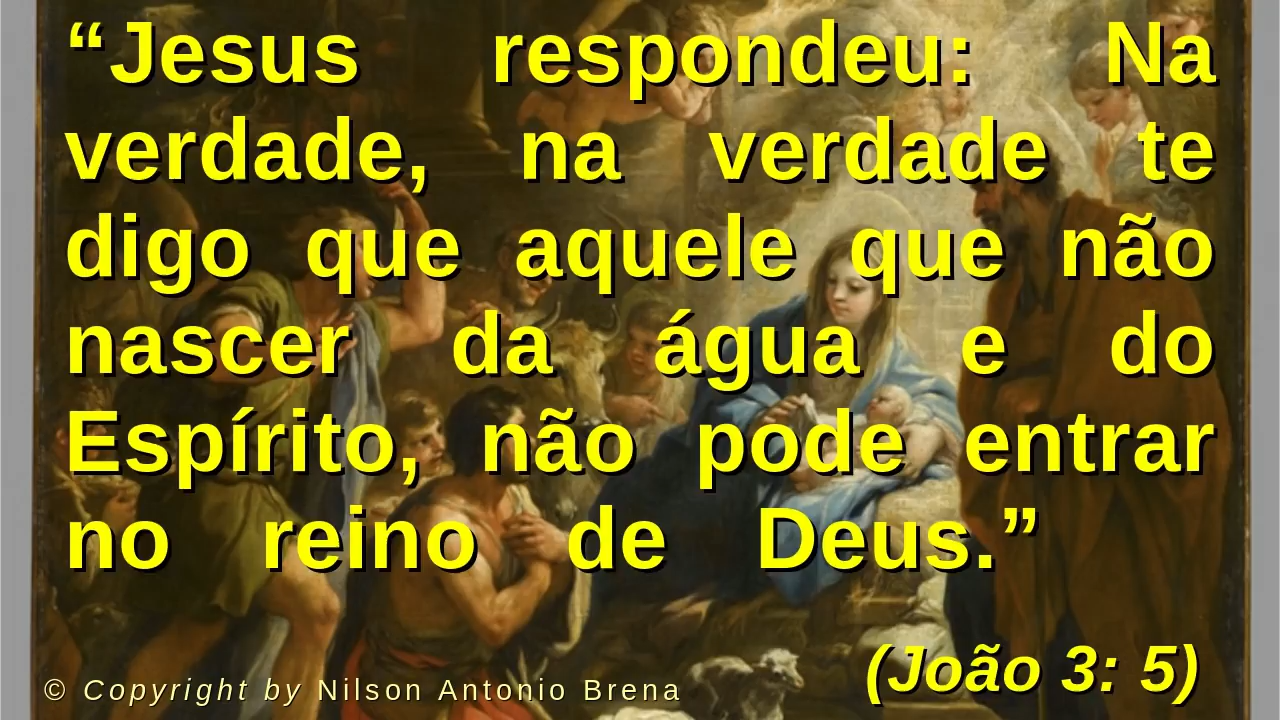 “Jesus respondeu: Na
verdade, na verdade te
digo que aquele que não
nascer da água e do
Espírito, não pode entrar
no reino de Deus.”
(João 3: 5)
© Copyright by Nilson Antonio Brena